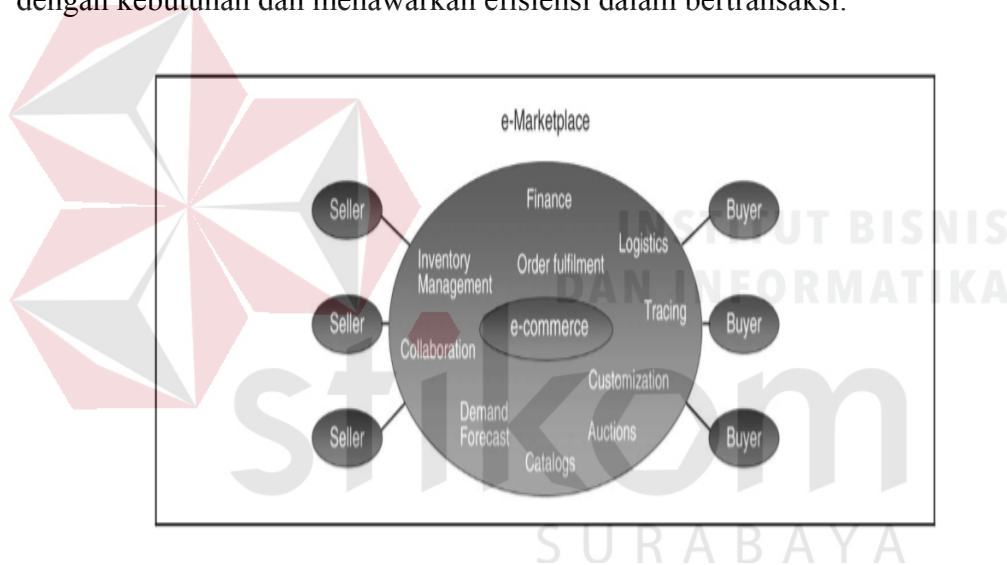 dengan kebutuhan dan menawarkan efisiensi dalam bertransaksi.
e-Marketplace
Seller
Finance
Buyer
INSTITUT BISNIS
Logistics
Inventory
Management
Order fulfilment
DAN INFORMATIKA
Seller
e-commerce
Tracing
Buyer
Collaboration
stikom
Customization
Demand
Forecast
Seller
Auctions
Buyer
Catalogs
SURABAYA